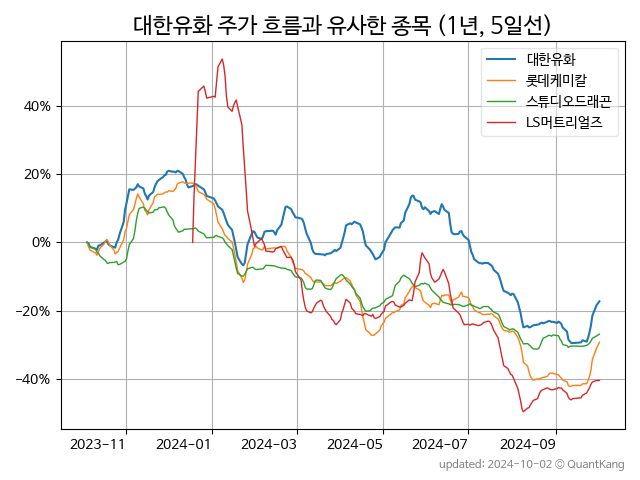 대한유화 주가 흐름과 유사한 종목 (1년, 5일선)
대한유화
롯데케미칼
스튜디오드래곤
LS머트리얼즈
40%
20%
0%
−20%
−40%
2023−11 2024−01 2024−03 2024−05 2024−07 2024−09
updated: 2024-10-02 © QuantKang